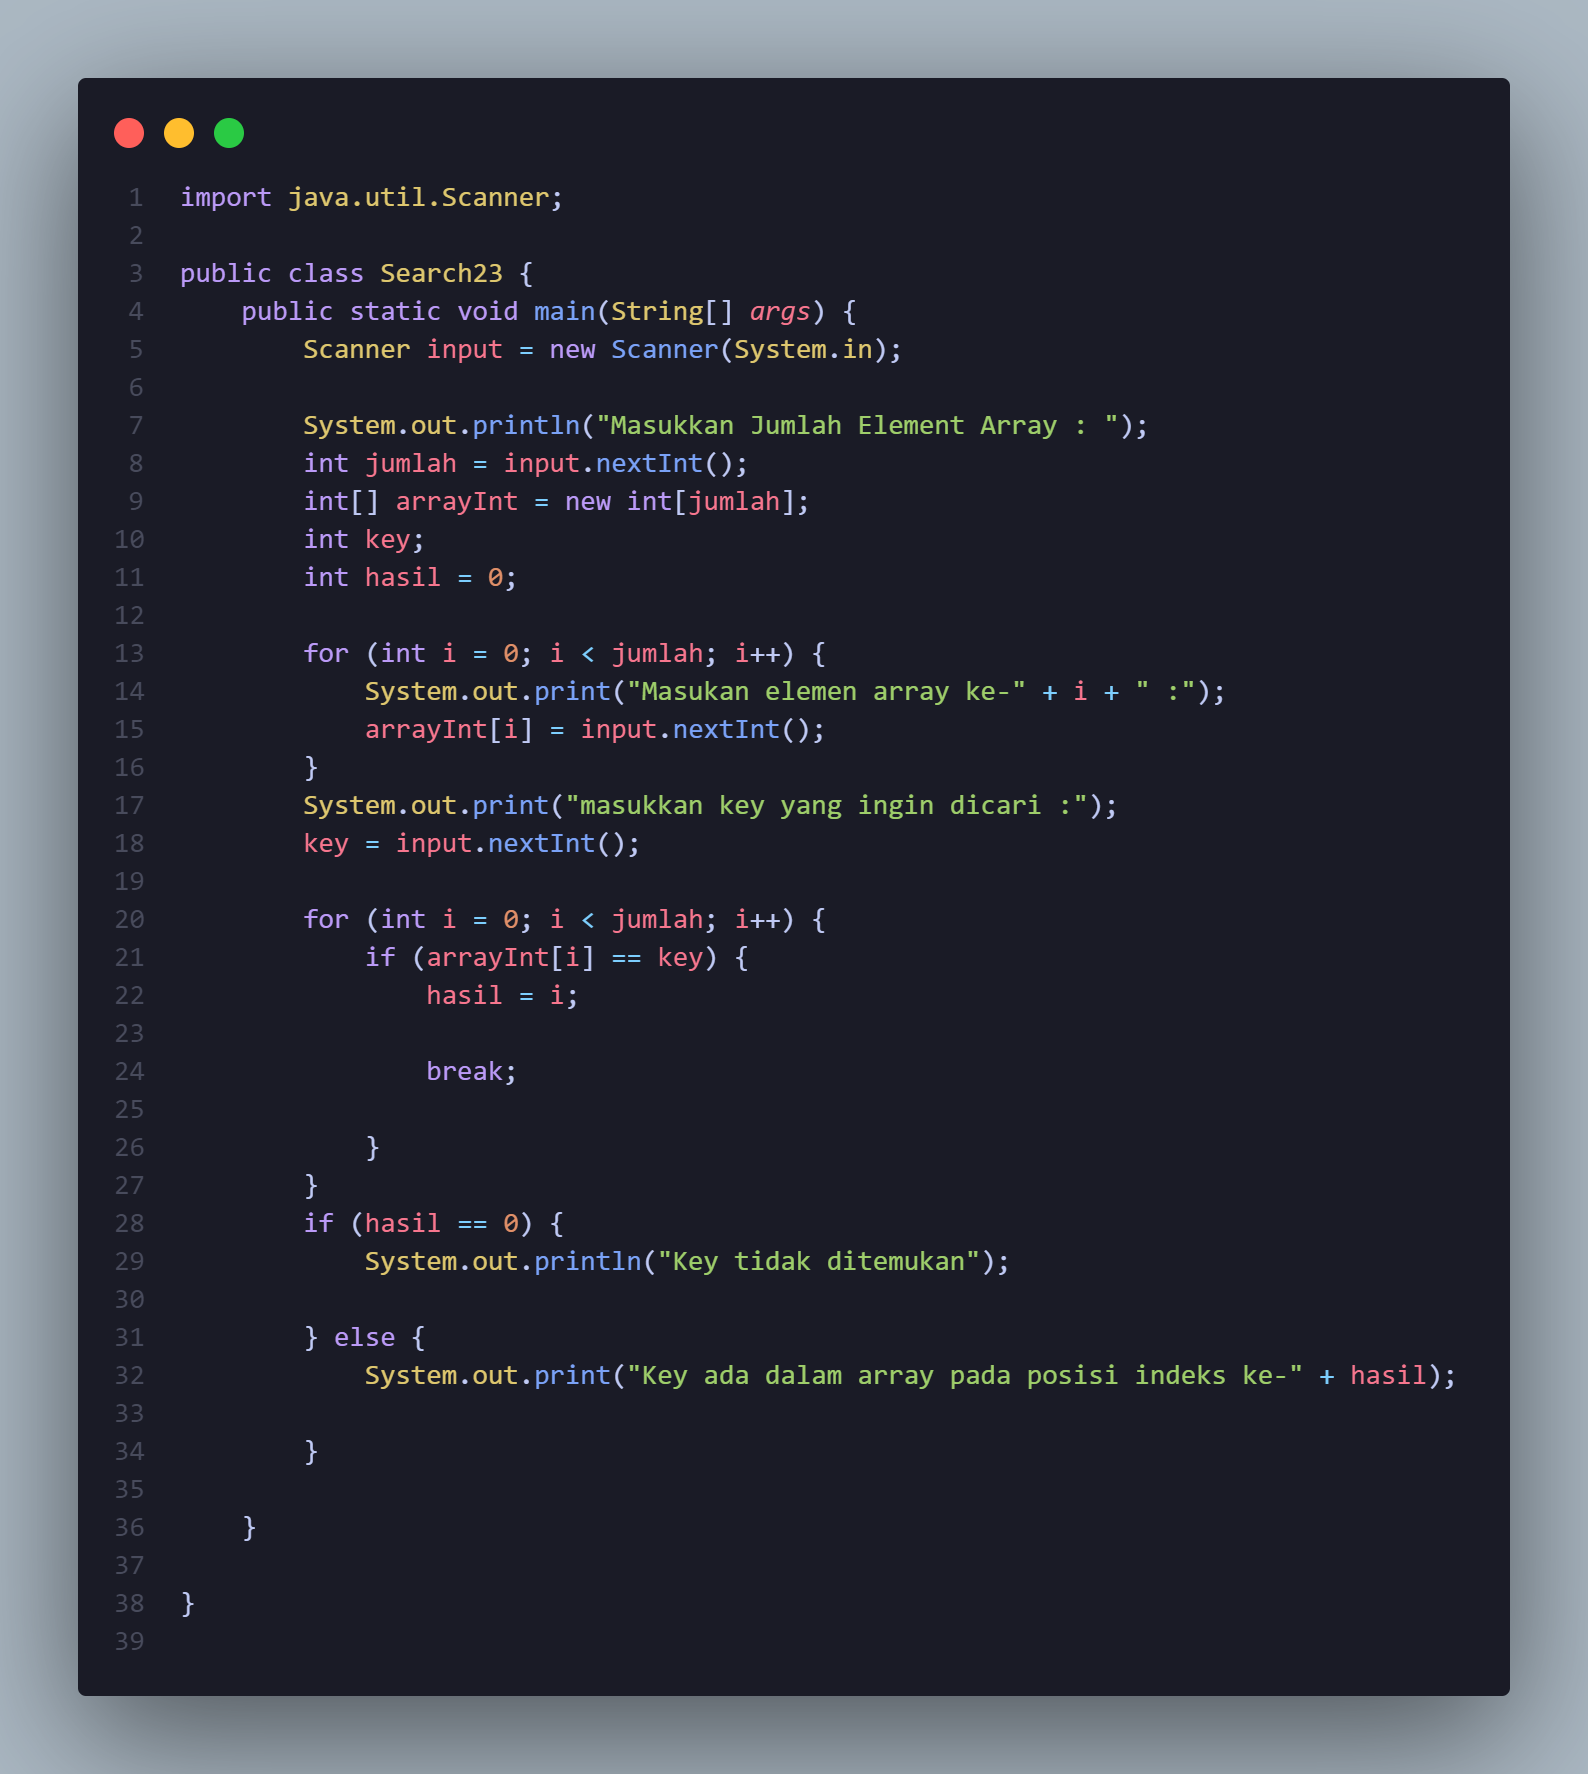 1 import java.util.Scanner;
2
3 public class Search23 {
4     public static void main(String[] args) {
5         Scanner input = new Scanner(System.in);
6
7         System.out.println("Masukkan Jumlah Element Array : ");
8         int jumlah = input.nextInt();
9         int[] arrayInt = new int[jumlah];
10         int key;
11         int hasil = 0;
12
13         for (int i = 0; i < jumlah; i++) {
14             System.out.print("Masukan elemen array ke-" + i + " :");
15             arrayInt[i] = input.nextInt();
16         }
17         System.out.print("masukkan key yang ingin dicari :");
18         key = input.nextInt();
19
20         for (int i = 0; i < jumlah; i++) {
21             if (arrayInt[i] == key) {
22                 hasil = i;
23
24                 break;
25
26             }
27         }
28         if (hasil == 0) {
29             System.out.println("Key tidak ditemukan");
30
31         } else {
32             System.out.print("Key ada dalam array pada posisi indeks ke-" + hasil);
33
34         }
35
36     }
37
38 }
39